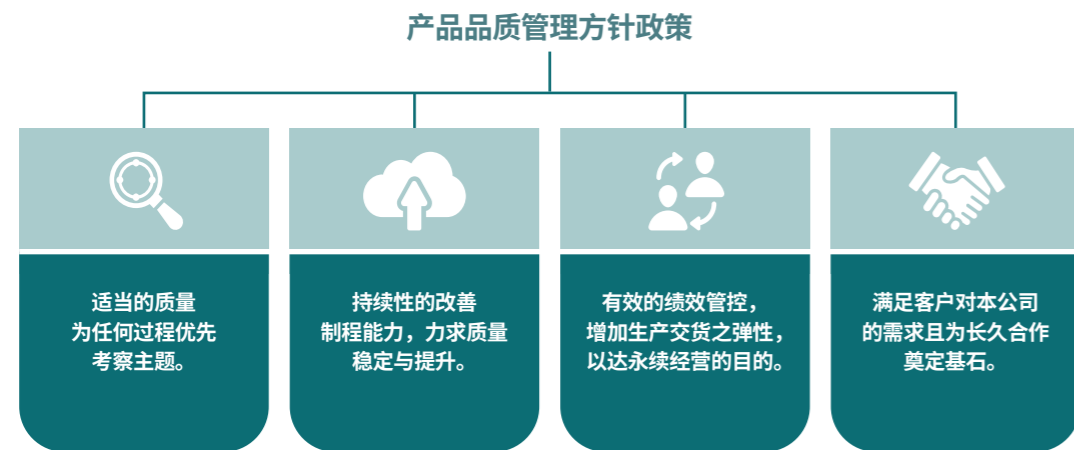 产品品质管理方针政策
适当的质量
为任何过程优先
考察主题。
持续性的改善
制程能力，力求质量
稳定与提升。
有效的绩效管控，
增加生产交货之弹性，
以达永续经营的目的。
满足客户对本公司
的需求且为长久合作
奠定基石。